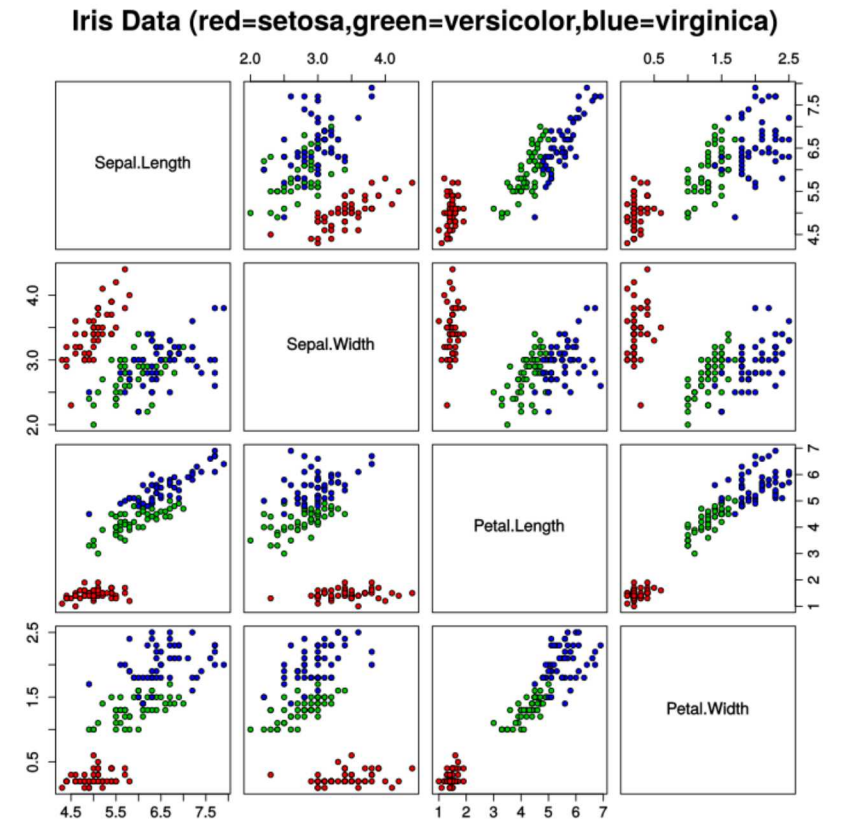 Iris Data (red=setosa,green=versicolor,blue=virginica)
2.0 3.0 4.0 0.5 1.5 2.5
Sepal.Length
4.5 5.5 6.5 7.5
2.0 3.0 4.0
Sepal.Width
Petal.Length
1 2 3 4 5 6 7
0.5 1.5 2.5
Petal.Width
4.5 5.5 6.5 7.5 1 2 3 4 5 6 7